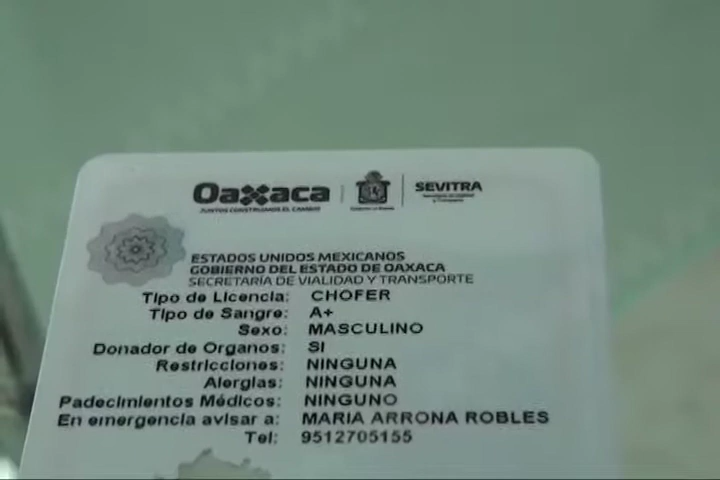 Oaxaca
JUNTOS CONSTRUIMOS EL CAMBIO
SEVITRA
ESTADOS UNIDOS MEXICANOS
GOBIERNO DEL ESTADO DE OAXACA
SECRETARÍA DE VIALIDAD Y TRANSPORTE
Tipo de Licencia: CHOFER
Tipo de Sangre: A+
Sexo: MASCULINO
Donador de Organos: SI
Restricciones: NINGUNA
Alergias: NINGUNA
Padecimientos Médicos: NINGUNO
En emergencia avisar a: MARIA ARRONA ROBLES
Tel: 9512705155